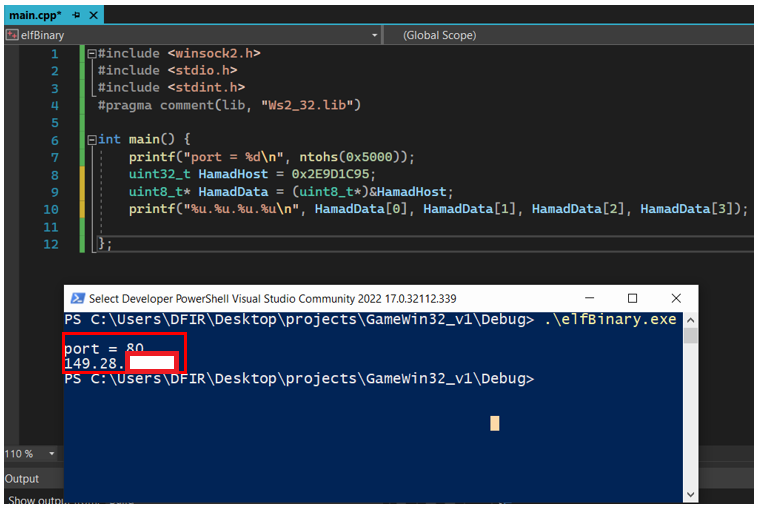 main.cpp*
elfBinary (Global Scope)
1 #include <winsock2.h>
2 #include <stdio.h>
3 #include <stdint.h>
4 #pragma comment(lib, "Ws2_32.lib")
5
6 int main() {
7 printf("port = %d\n", ntohs(0x5000));
8 uint32_t HamadHost = 0x2E9D1C95;
9 uint8_t* HamadData = (uint8_t*)&HamadHost;
10 printf("%u.%u.%u.%u\n", HamadData[0], HamadData[1], HamadData[2], HamadData[3]);
11
12 };
Select Developer PowerShell Visual Studio Community 2022 17.0.32112.339
PS C:\Users\DFIR\Desktop\projects\GameWin32_v1\Debug> .\elfBinary.exe
port = 80
149.28.
PS C:\Users\DFIR\Desktop\projects\GameWin32_v1\Debug>
110 %
Output
Show output from: